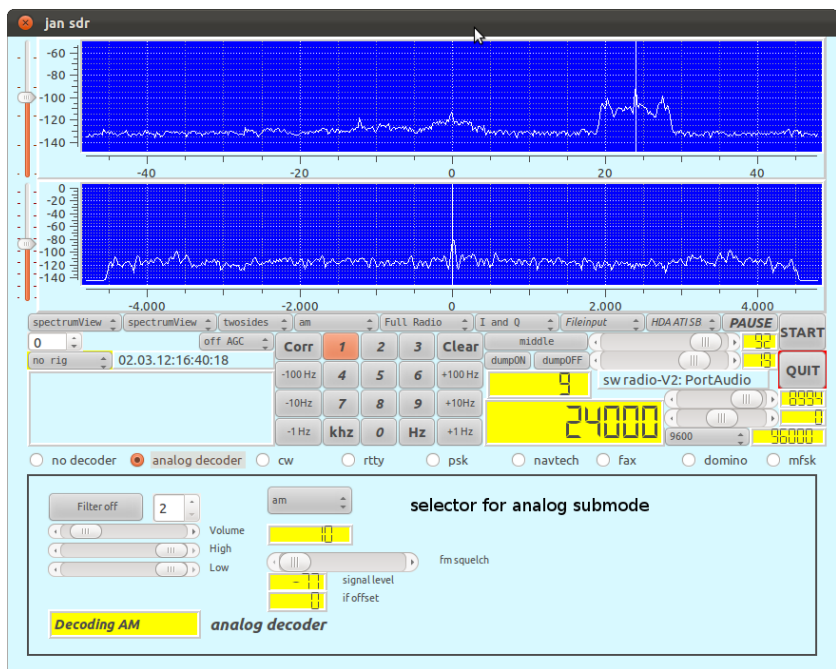 jan sdr
-60
-80
-100
-120
-140
-40 -20 0 20 40
0
-20
-40
-60
-80
-100
-120
-140
-4.000 -2.000 0 2.000 4.000
spectrumView spectrumView twosides am Full Radio I and Q Fileinput HDA ATI SB PAUSE START
0 off AGC Corr 1 2 3 Clear middle 92
no rig 02.03.12:16:40:18 dumpON dumpOFF 19 QUIT
-100 Hz 4 5 6 +100 Hz 9 sw radio-V2: PortAudio
-10Hz 7 8 9 +10Hz 24000 8994
-1 Hz khz 0 Hz +1 Hz 0
9600 96000
no decoder analog decoder cw rtty psk navtech fax domino mfsk
Filter off 2 am selector for analog submode
Volume 10
High
Low fm squelch
-77 signal level
0 if offset
Decoding AM analog decoder